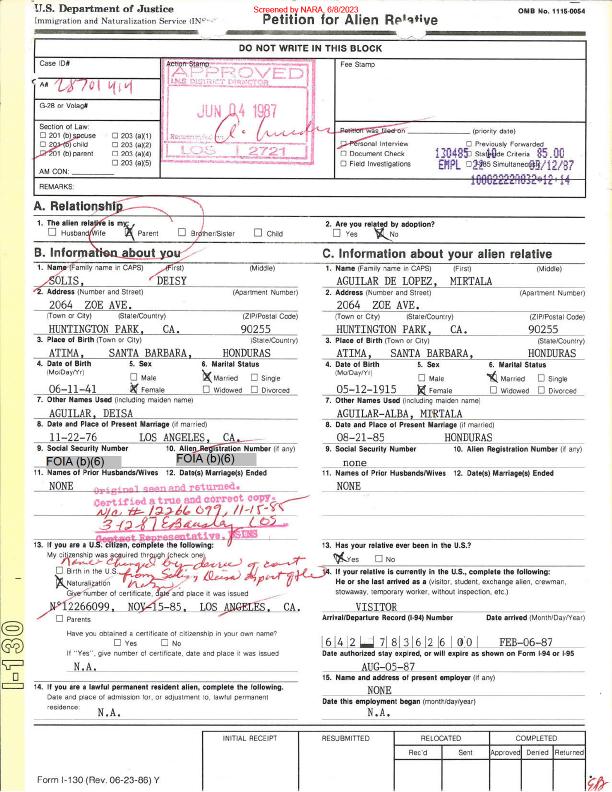 U.S. Department of Justice
Immigration and Naturalization Service (IN
Screened by NARA, 6/8/2023
Petition for Alien Relative
OMB No. 1115-0054
DO NOT WRITE IN THIS BLOCK
Case ID#
Action Stamp
Fee Stamp
A# 28701414
G-28 or Volag#
APPROVED
INS DISTRICT DIRECTOR
JUN 04 1987
LOS 2721
Section of Law:
201 (b) spouse 203 (a)(1)
201 (b) child 203 (a)(2)
201 (b) parent 203 (a)(4)
203 (a)(5)
AM CON:
Petition was filed on (priority date)
Personal Interview Previously Forwarded
Document Check Criteria
Field Investigations Simultaneous
130485 85.00
EMPL 03/12/87
REMARKS:
A. Relationship
1. The alien relative is my:
Husband/Wife Parent Brother/Sister Child
2. Are you related by adoption?
Yes No
B. Information about you
1. Name (Family name in CAPS) (First) (Middle)
SOLIS, DEISY
2. Address (Number and Street) (Apartment Number)
2064 ZOE AVE.
(Town or City) (State/Country) (ZIP/Postal Code)
HUNTINGTON PARK, CA. 90255
3. Place of Birth (Town or City) (State/Country)
ATIMA, SANTA BARBARA, HONDURAS
4. Date of Birth 5. Sex 6. Marital Status
(Mo/Day/Yr)
Male Married Single
06-11-41 Female Widowed Divorced
7. Other Names Used (including maiden name)
AGUILAR, DEISA
8. Date and Place of Present Marriage (if married)
11-22-76 LOS ANGELES, CA.
9. Social Security Number 10. Alien Registration Number (if any)
FOIA (b)(6) FOIA (b)(6)
11. Names of Prior Husbands/Wives 12. Date(s) Marriage(s) Ended
NONE
Original seen and returned.
Certified a true and correct copy.
N/c # 12266099, 11-15-85
3-12-87 LOS
Contact Representative, USINS
13. If you are a U.S. citizen, complete the following:
My citizenship was acquired through (check one)
Name changed by decree of court
from Solis, Deisa
Birth in the U.S.
Naturalization
Give number of certificate, date and place it was issued
N°12266099, NOV-15-85, LOS ANGELES, CA.
Parents
Have you obtained a certificate of citizenship in your own name?
Yes No
If "Yes", give number of certificate, date and place it was issued
N.A.
14. If you are a lawful permanent resident alien, complete the following:
Date and place of admission for, or adjustment to, lawful permanent
residence: N.A.
C. Information about your alien relative
1. Name (Family name in CAPS) (First) (Middle)
AGUILAR DE LOPEZ, MIRTALA
2. Address (Number and Street) (Apartment Number)
2064 ZOE AVE.
(Town or City) (State/Country) (ZIP/Postal Code)
HUNTINGTON PARK, CA. 90255
3. Place of Birth (Town or City) (State/Country)
ATIMA, SANTA BARBARA, HONDURAS
4. Date of Birth 5. Sex 6. Marital Status
(Mo/Day/Yr)
Male Married Single
05-12-1915 Female Widowed Divorced
7. Other Names Used (including maiden name)
AGUILAR-ALBA, MIRTALA
8. Date and Place of Present Marriage (if married)
08-21-85 HONDURAS
9. Social Security Number 10. Alien Registration Number (if any)
none
11. Names of Prior Husbands/Wives 12. Date(s) Marriage(s) Ended
NONE
13. Has your relative ever been in the U.S.?
Yes No
14. If your relative is currently in the U.S., complete the following:
He or she last arrived as a (visitor, student, exchange alien, crewman,
stowaway, temporary worker, without inspection, etc.)
VISITOR
Arrival/Departure Record (I-94) Number Date arrived (Month/Day/Year)
642 783626 00 FEB-06-87
Date authorized stay expired, or will expire as shown on Form I-94 or I-95
AUG-05-87
15. Name and address of present employer (if any)
NONE
Date this employment began (month/day/year)
N.A.
I-130
INITIAL RECEIPT RESUBMITTED RELOCATED COMPLETED
Rec'd Sent Approved Denied Returned
Form I-130 (Rev. 06-23-86) Y